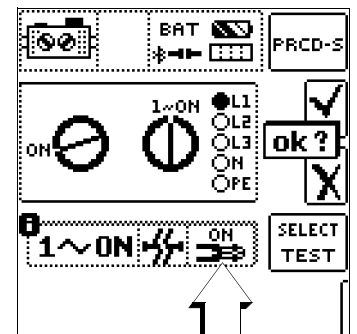 BAT
PRCD-S
1~ON
L1
L2
L3
N
PE
ON
ok ?
1~ON
ON
SELECT
TEST